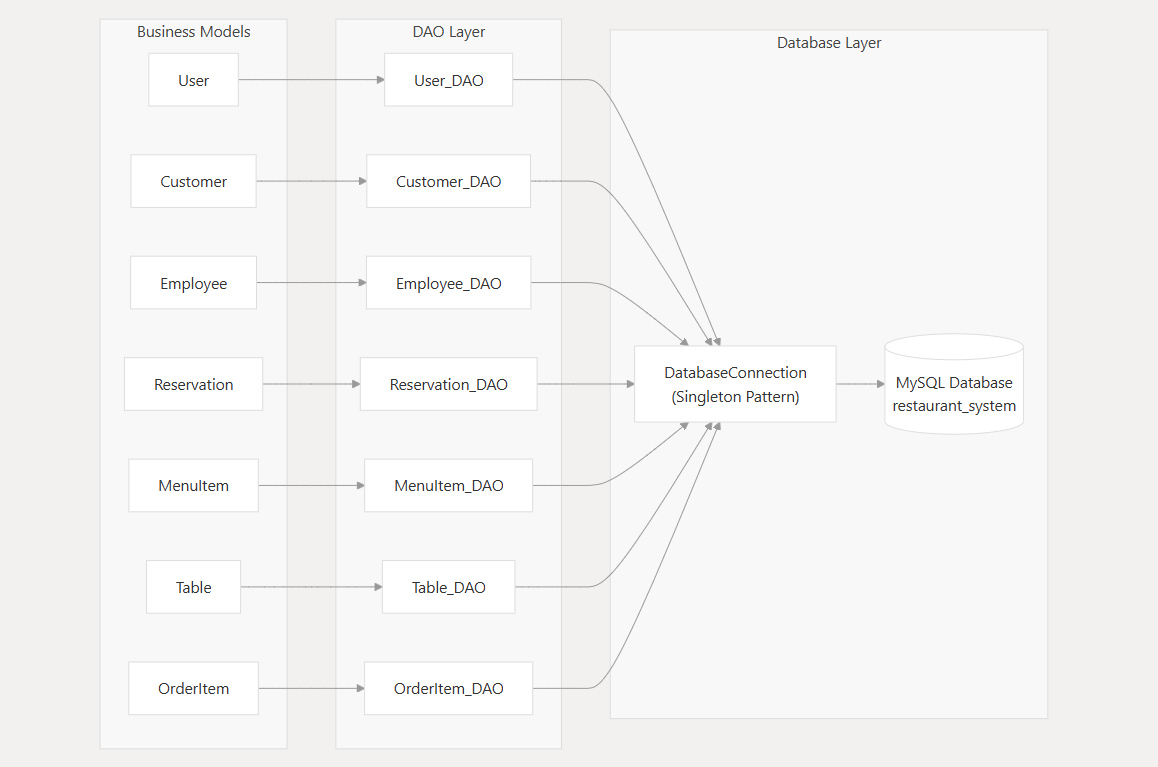 Business Models
DAO Layer
Database Layer
User
User_DAO
Customer
Customer_DAO
Employee
Employee_DAO
Reservation
Reservation_DAO
DatabaseConnection
(Singleton Pattern)
MySQL Database
restaurant_system
MenuItem
MenuItem_DAO
Table
Table_DAO
OrderItem
OrderItem_DAO